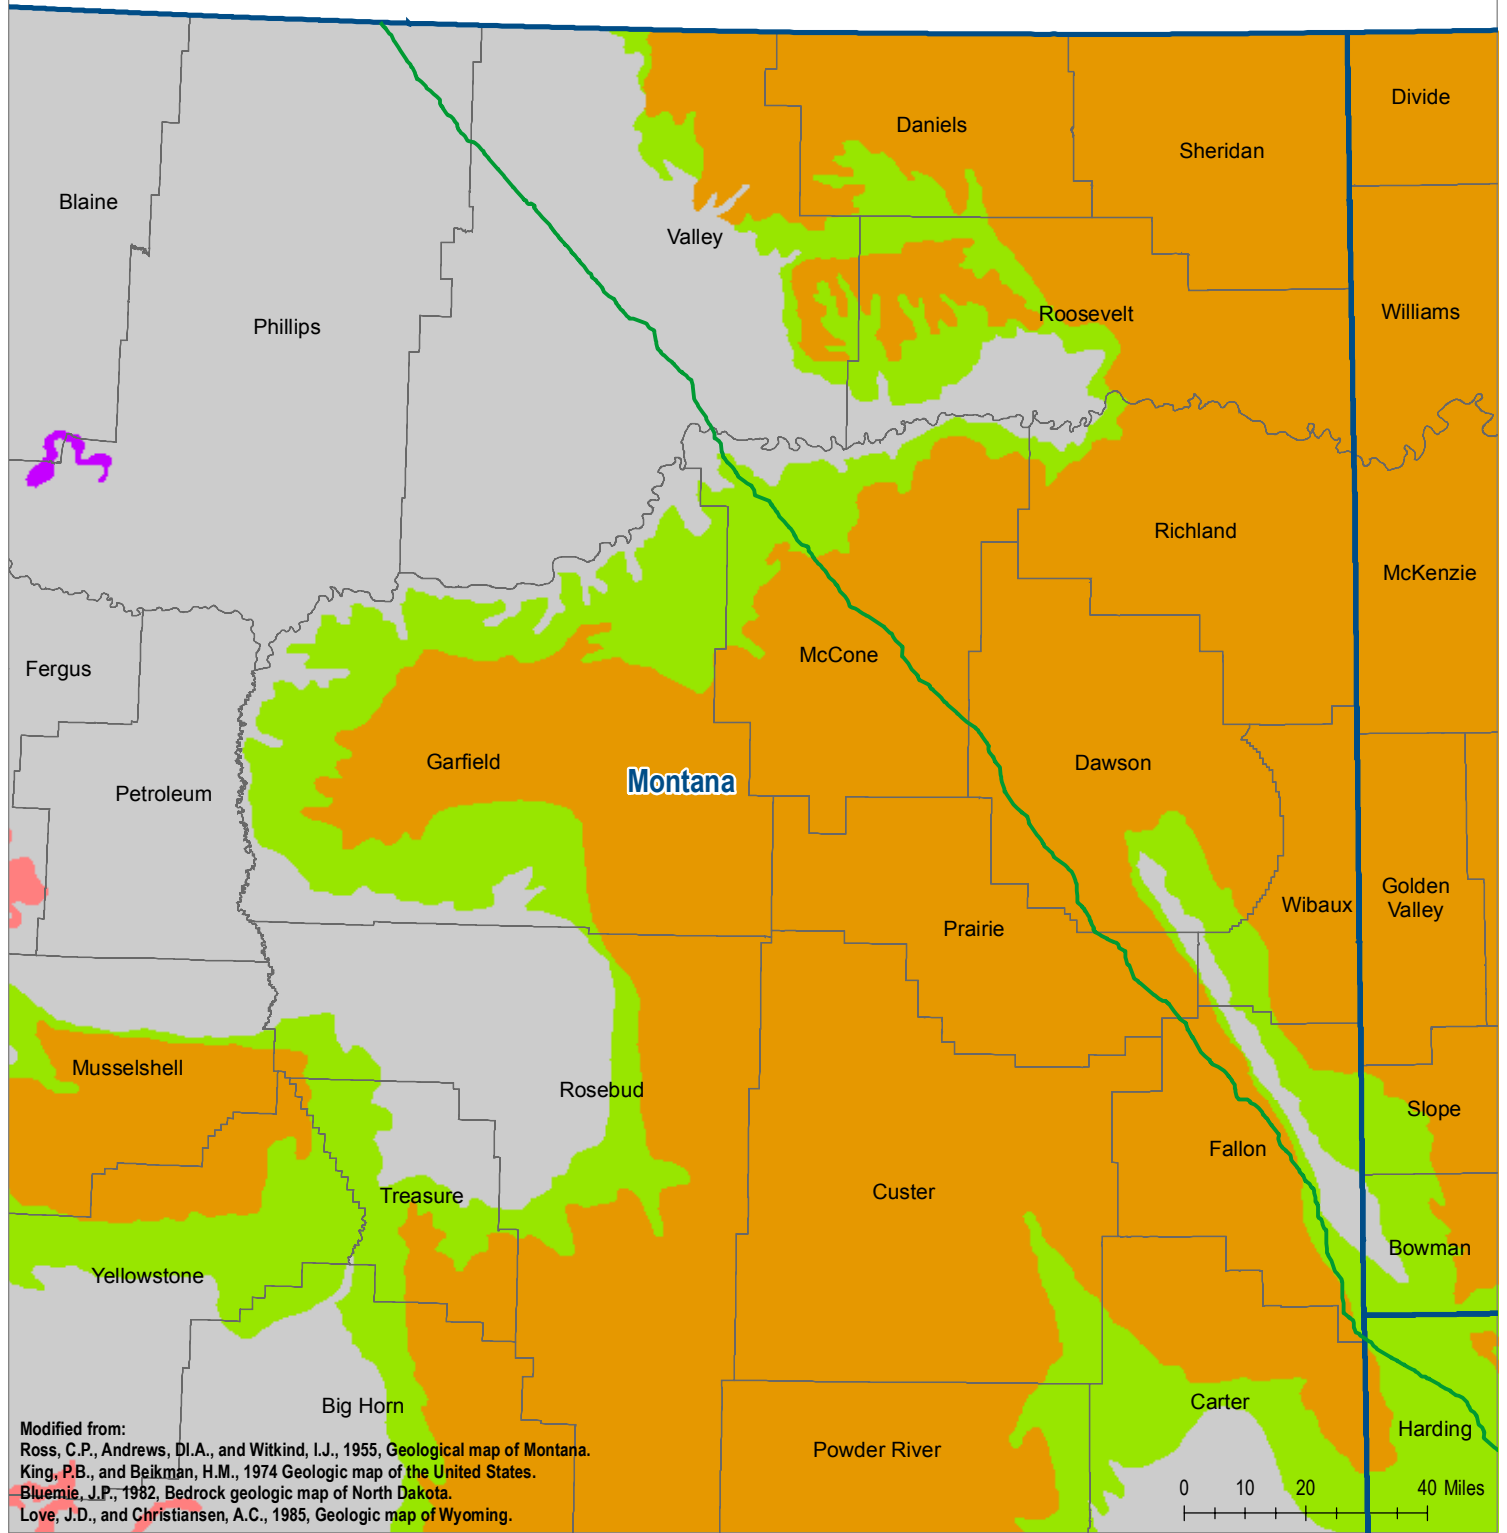 Divide
Daniels
Sheridan
Blaine
Valley
Phillips
Roosevelt
Williams
Richland
McKenzie
Fergus
McCone
Garfield
Montana
Dawson
Petroleum
Golden
Valley
Wibaux
Prairie
Musselshell
Rosebud
Slope
Fallon
Treasure
Custer
Bowman
Yellowstone
Big Horn
Carter
Harding
Powder River
Modified from:
Ross, C.P., Andrews, DI.A., and Witkind, I.J., 1955, Geological map of Montana.
King, P.B., and Beikman, H.M., 1974 Geologic map of the United States.
Bluemie, J.P., 1982, Bedrock geologic map of North Dakota.
Love, J.D., and Christiansen, A.C., 1985, Geologic map of Wyoming.
0 10 20 40 Miles